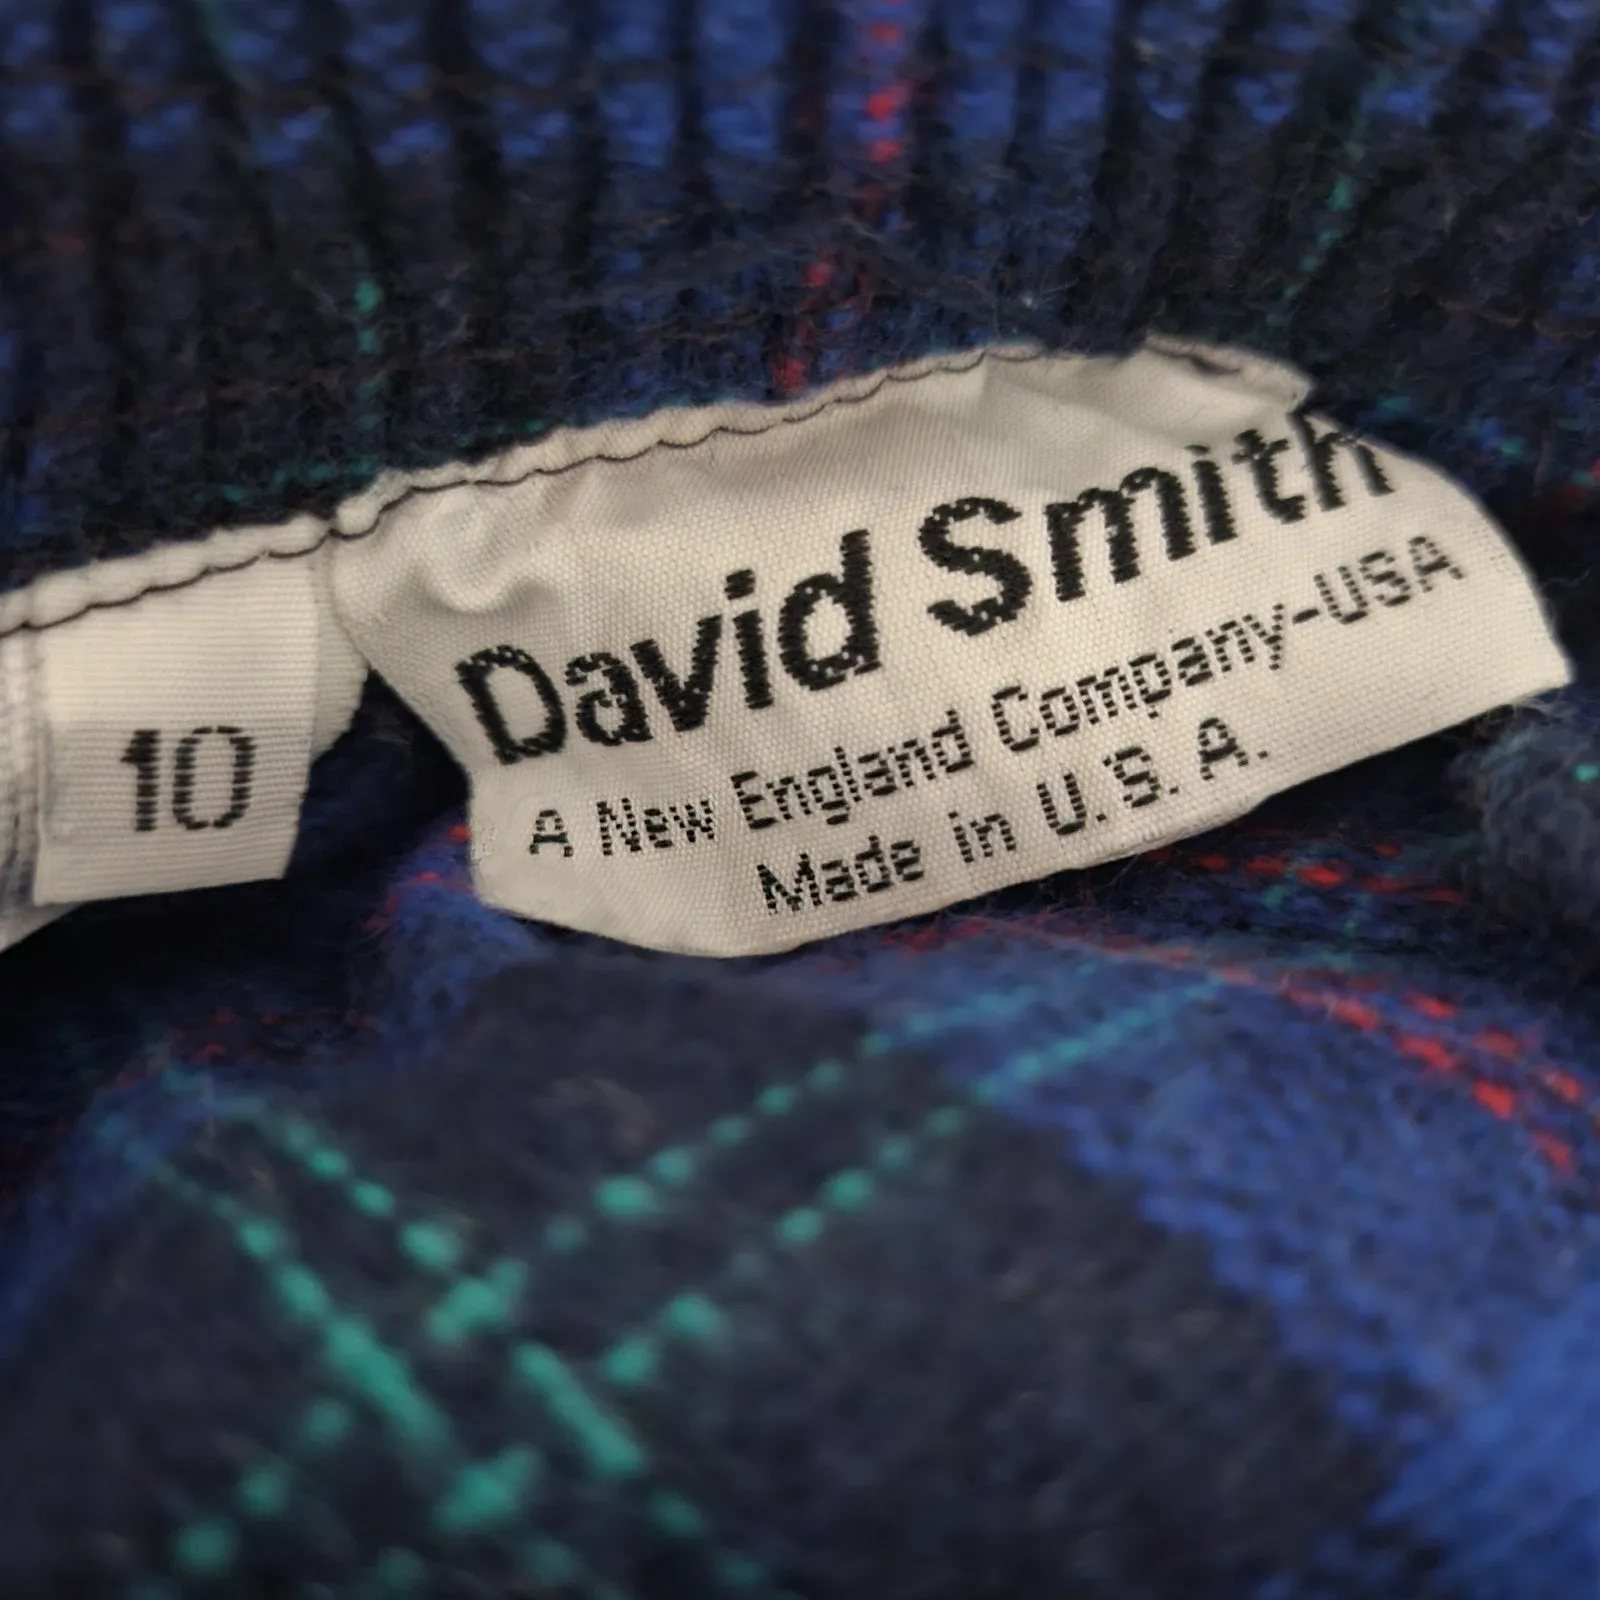 David Smith
A New England Company-USA
Made in U.S.A.
10